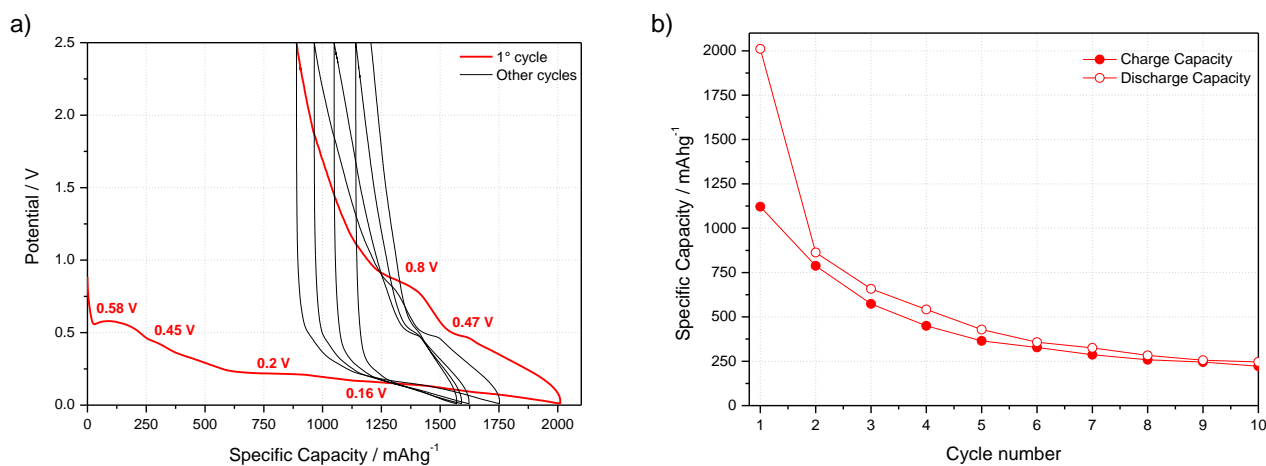 a)
2.5
2.0
1.5
1.0
0.5
0.0
Potential / V
1° cycle
Other cycles
0.58 V
0.45 V
0.2 V
0.16 V
0.8 V
0.47 V
0 250 500 750 1000 1250 1500 1750 2000
Specific Capacity / mAhg⁻¹
b)
2000
1750
1500
1250
1000
750
500
250
0
Specific Capacity / mAhg⁻¹
Charge Capacity
Discharge Capacity
1 2 3 4 5 6 7 8 9 10
Cycle number